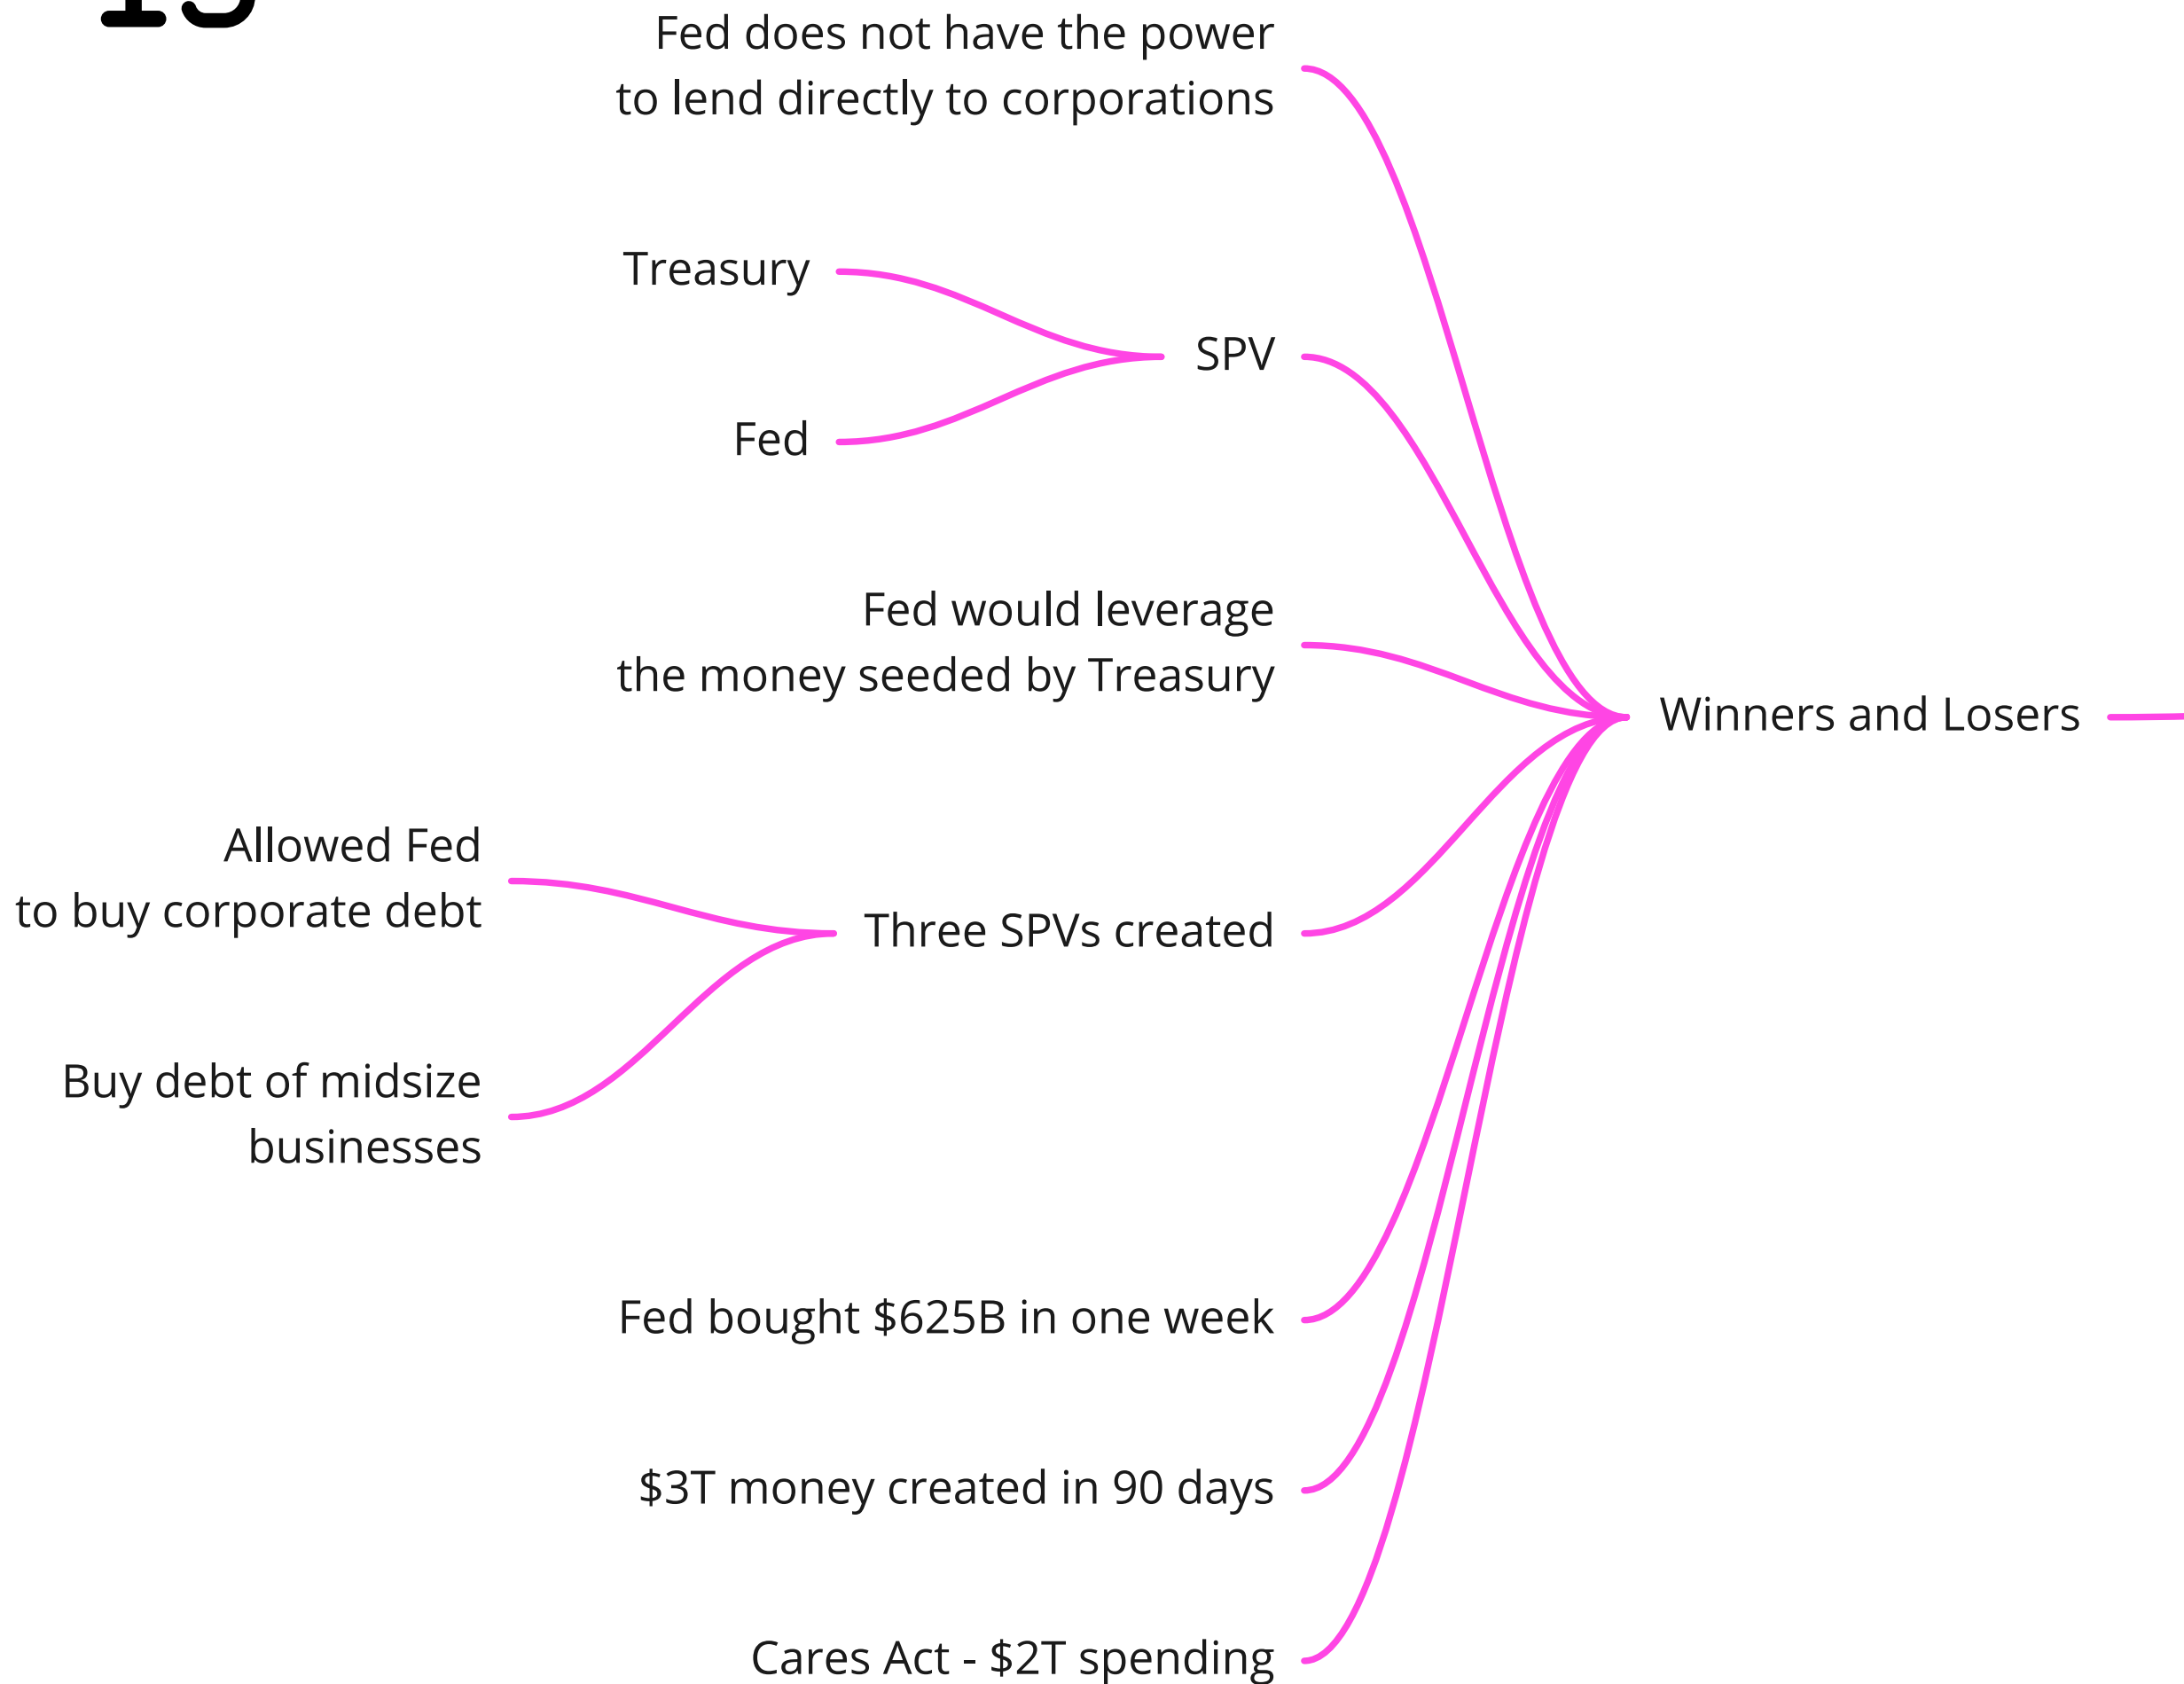 Fed does not have the power
to lend directly to corporations
Treasury
SPV
Fed
Fed would leverage
the money seeded by Treasury
Winners and Losers
Allowed Fed
to buy corporated debt
Three SPVs created
Buy debt of midsize
businesses
Fed bought $625B in one week
$3T money created in 90 days
Cares Act - $2T spending